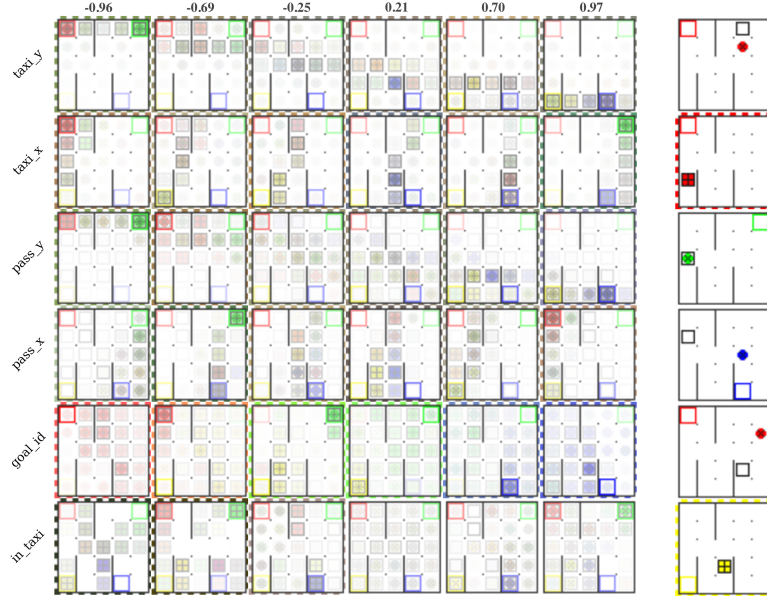 -0.96 -0.69 -0.25 0.21 0.70 0.97
taxi_y
taxi_x
pass_y
pass_x
goal_id
in_taxi